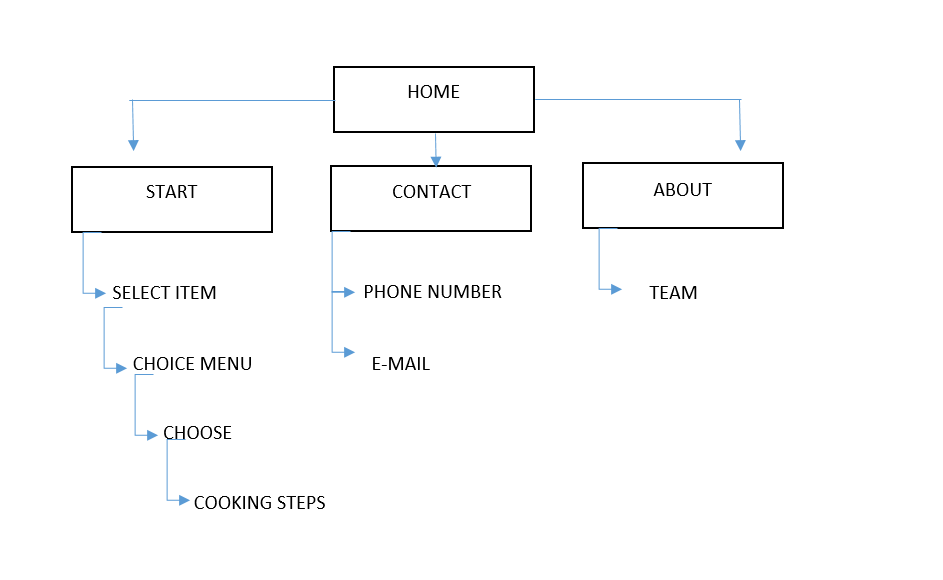 HOME
START
CONTACT
ABOUT
SELECT ITEM
PHONE NUMBER
TEAM
CHOICE MENU
E-MAIL
CHOOSE
COOKING STEPS